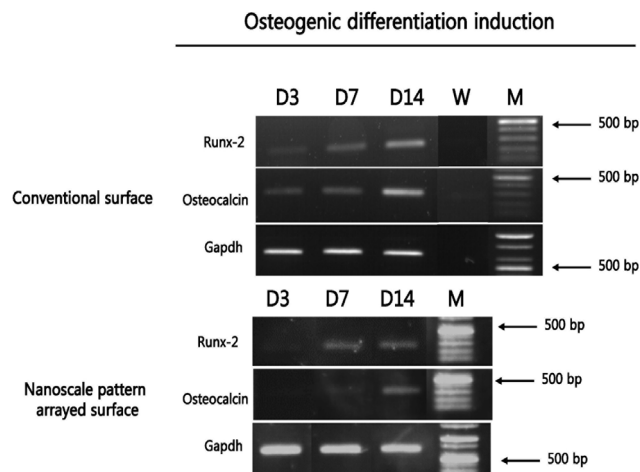 Osteogenic differentiation induction
D3 D7 D14 W M
Runx-2
500 bp
Conventional surface
Osteocalcin
500 bp
Gapdh
500 bp
D3 D7 D14 M
Runx-2
500 bp
Nanoscale pattern
arrayed surface
Osteocalcin
500 bp
Gapdh
500 bp